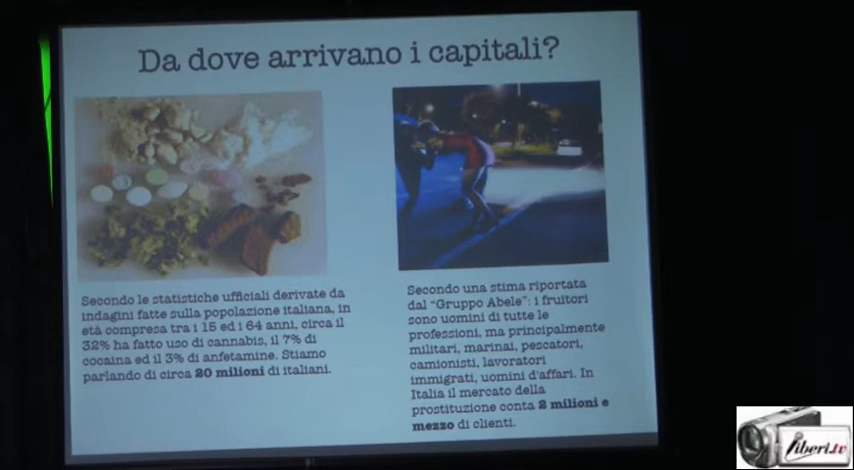 Da dove arrivano i capitali?
Secondo le statistiche ufficiali derivate da
indagini fatte sulla popolazione italiana, in
età compresa tra i 15 ed i 64 anni, circa il
32% ha fatto uso di cannabis, il 7% di
cocaina ed il 3% di anfetamine. Stiamo
parlando di circa 20 milioni di italiani.
Secondo una stima riportata
dal "Gruppo Abele": i fruitori
sono uomini di tutte le
professioni, ma principalmente
militari, marinai, pescatori,
camionisti, lavoratori
immigrati, uomini d'affari. In
Italia il mercato della
prostituzione conta 2 milioni e
mezzo di clienti.
liberi.tv